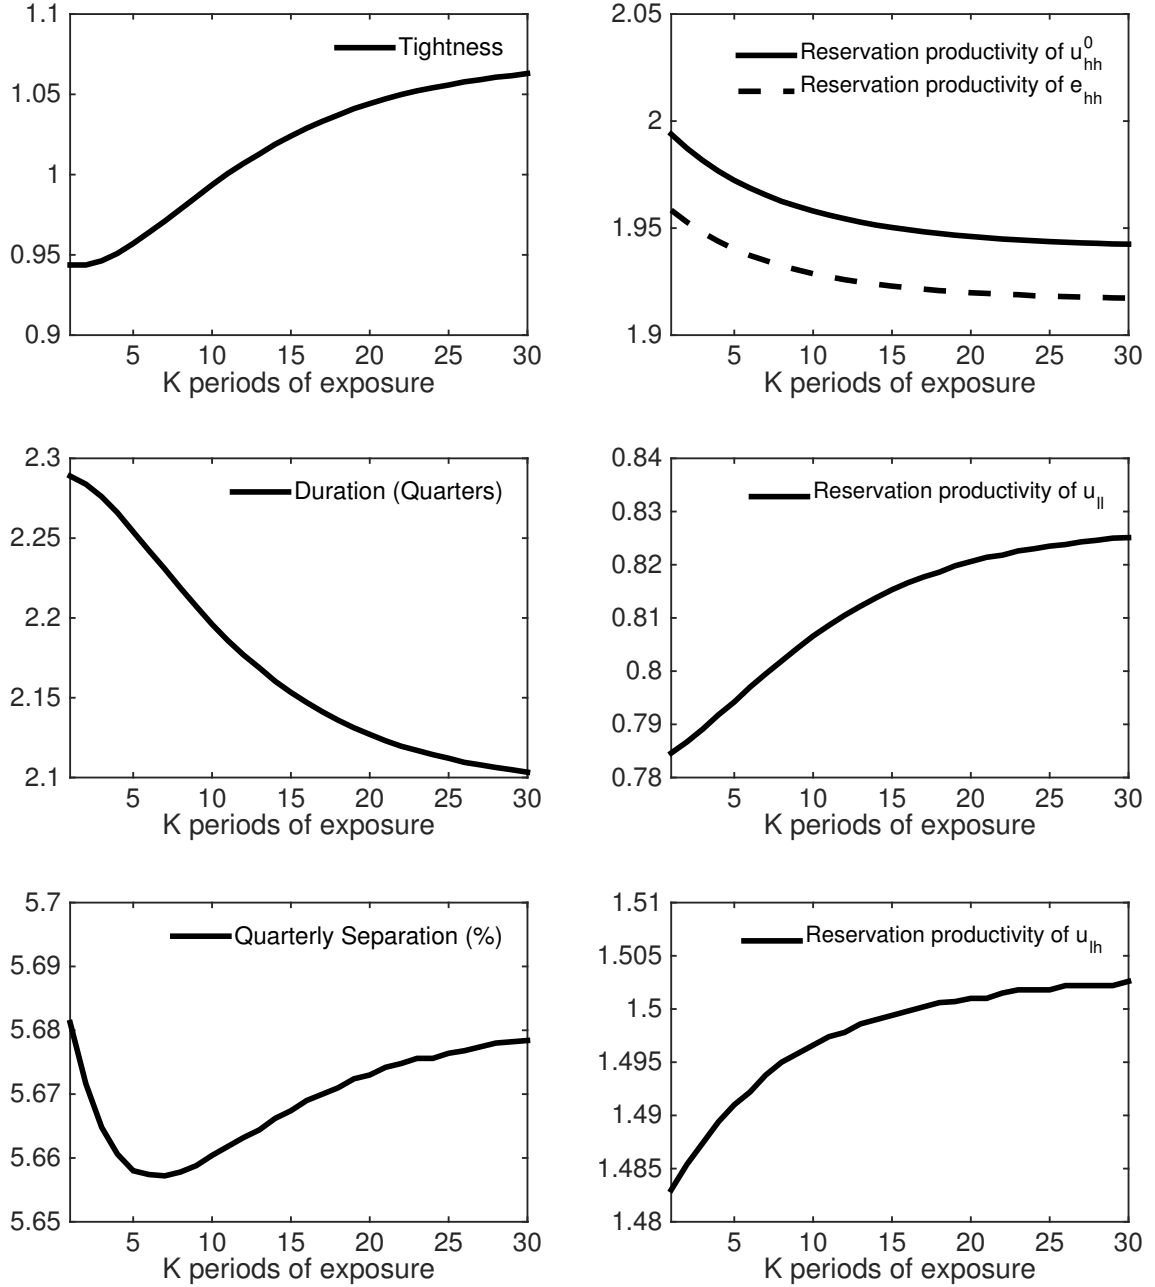 1.1
1.05
1
0.95
0.9
Tightness
5 10 15 20 25 30
K periods of exposure
2.05
2
1.95
1.9
Reservation productivity of u⁰hh
Reservation productivity of ehh
5 10 15 20 25 30
K periods of exposure
2.3
2.25
2.2
2.15
2.1
Duration (Quarters)
5 10 15 20 25 30
K periods of exposure
0.84
0.83
0.82
0.81
0.8
0.79
0.78
Reservation productivity of ull
5 10 15 20 25 30
K periods of exposure
5.7
5.69
5.68
5.67
5.66
5.65
Quarterly Separation (%)
5 10 15 20 25 30
K periods of exposure
1.51
1.505
1.5
1.495
1.49
1.485
1.48
Reservation productivity of ulh
5 10 15 20 25 30
K periods of exposure